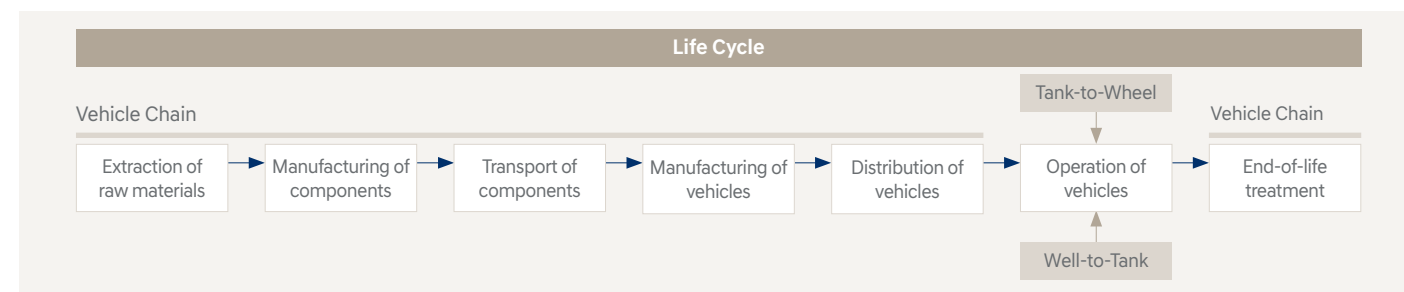 Life Cycle
Tank-to-Wheel
Vehicle Chain
Vehicle Chain
Extraction of
raw materials
Manufacturing of
components
Transport of
components
Manufacturing of
vehicles
Distribution of
vehicles
Operation of
vehicles
End-of-life
treatment
Well-to-Tank